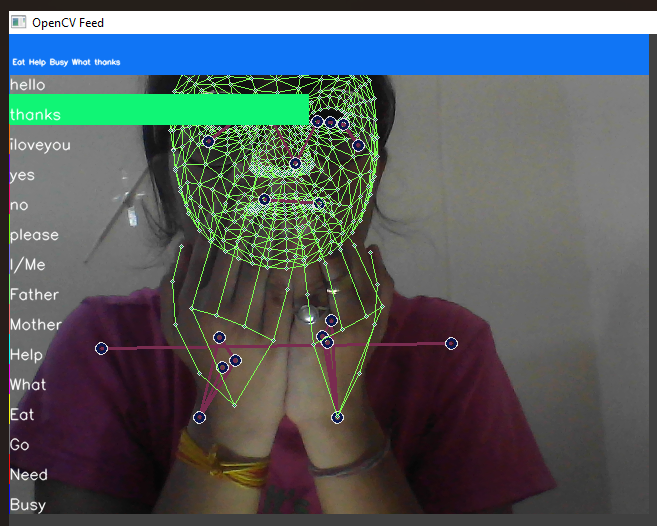 OpenCV Feed
Eat Help Busy What thanks
hello
thanks
iloveyou
yes
no
please
I/Me
Father
Mother
Help
What
Eat
Go
Need
Busy